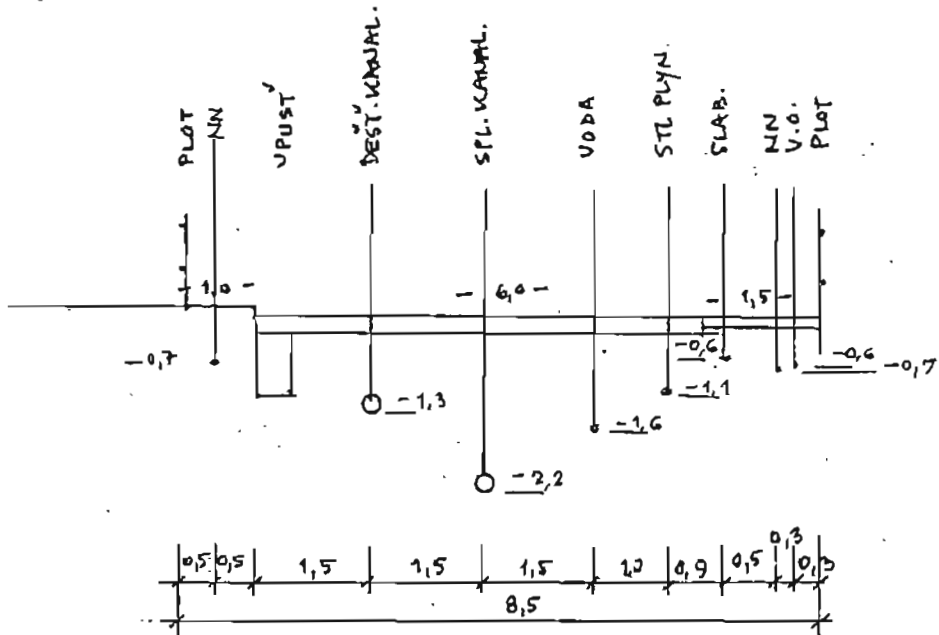 PLOT
NN
VPUSŤ
DEŠŤ. KANAL.
SPL. KANAL.
VODA
STL PLYN.
SLAB.
NN
V.O.
PLOT
- 1,0 -
- 6,0 -
- 1,5 -
-0,7
-0,6
-0,6
-0,7
-1,3
-1,1
-1,6
-2,2
0,5 0,5 1,5 1,5 1,5 1,0 0,9 0,5 0,3 0,3
8,5